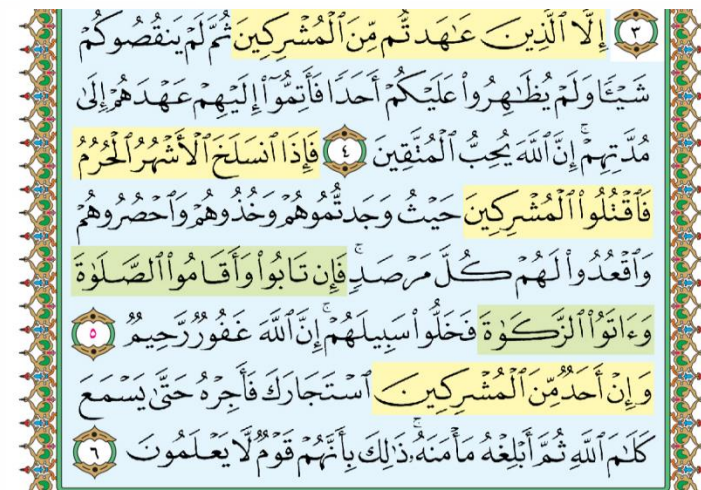 ٣ إِلَّا ٱلَّذِينَ عَٰهَدتُّم مِّنَ ٱلْمُشْرِكِينَ ثُمَّ لَمْ يَنقُصُوكُمْ
شَيْـًٔا وَلَمْ يُظَٰهِرُوا۟ عَلَيْكُمْ أَحَدًا فَأَتِمُّوٓا۟ إِلَيْهِمْ عَهْدَهُمْ إِلَىٰ
مُدَّتِهِمْ ۚ إِنَّ ٱللَّهَ يُحِبُّ ٱلْمُتَّقِينَ ٤ فَإِذَا ٱنسَلَخَ ٱلْأَشْهُرُ ٱلْحُرُمُ
فَٱقْتُلُوا۟ ٱلْمُشْرِكِينَ حَيْثُ وَجَدتُّمُوهُمْ وَخُذُوهُمْ وَٱحْصُرُوهُمْ
وَٱقْعُدُوا۟ لَهُمْ كُلَّ مَرْصَدٍ ۚ فَإِن تَابُوا۟ وَأَقَامُوا۟ ٱلصَّلَوٰةَ
وَءَاتَوُا۟ ٱلزَّكَوٰةَ فَخَلُّوا۟ سَبِيلَهُمْ ۚ إِنَّ ٱللَّهَ غَفُورٌ رَّحِيمٌ ٥
وَإِنْ أَحَدٌ مِّنَ ٱلْمُشْرِكِينَ ٱسْتَجَارَكَ فَأَجِرْهُ حَتَّىٰ يَسْمَعَ
كَلَٰمَ ٱللَّهِ ثُمَّ أَبْلِغْهُ مَأْمَنَهُۥ ۚ ذَٰلِكَ بِأَنَّهُمْ قَوْمٌ لَّا يَعْلَمُونَ ٦